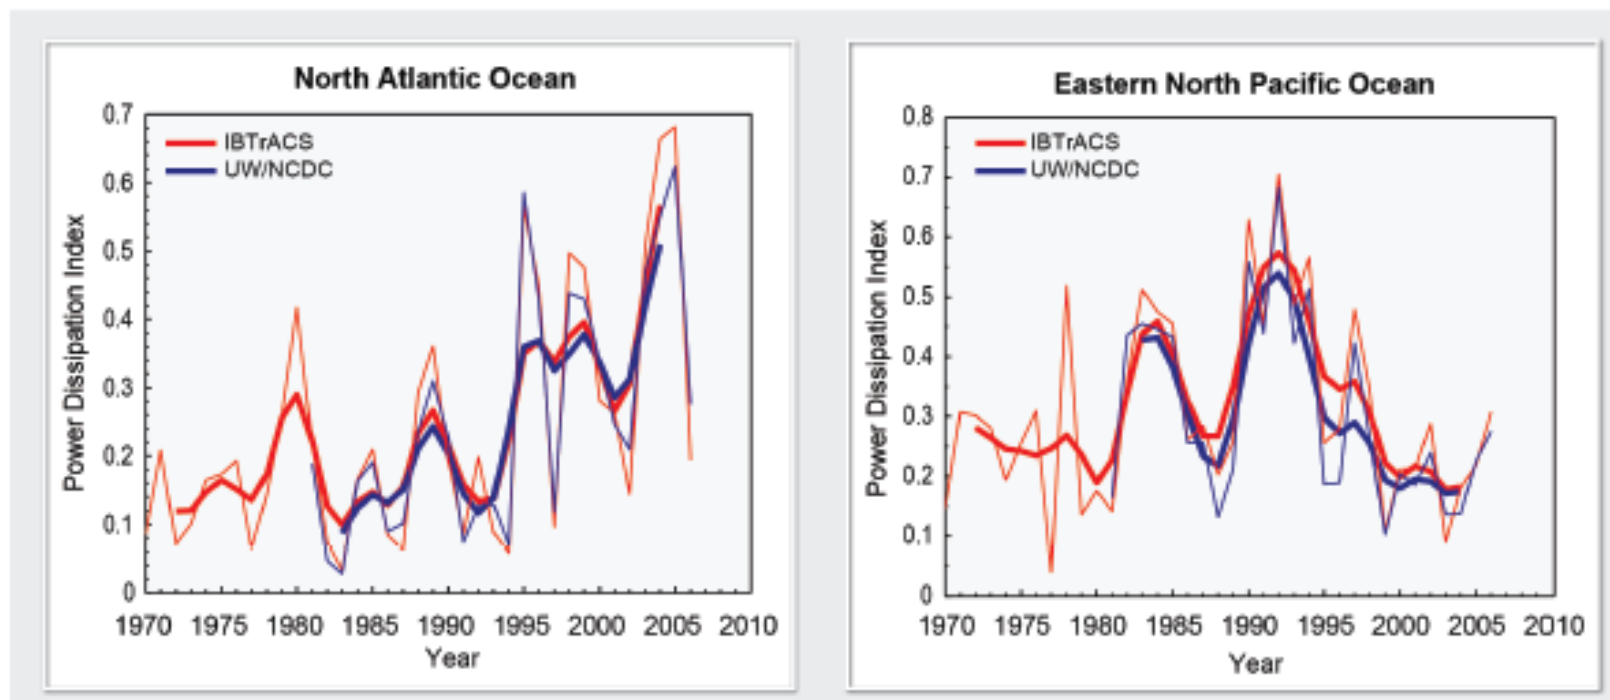 North Atlantic Ocean
0.7
0.6
0.5
0.4
0.3
0.2
0.1
0
IBTrACS
UW/NCDC
Power Dissipation Index
1970 1975 1980 1985 1990 1995 2000 2005 2010
Year
Eastern North Pacific Ocean
0.8
0.7
0.6
0.5
0.4
0.3
0.2
0.1
0
IBTrACS
UW/NCDC
Power Dissipation Index
1970 1975 1980 1985 1990 1995 2000 2005 2010
Year